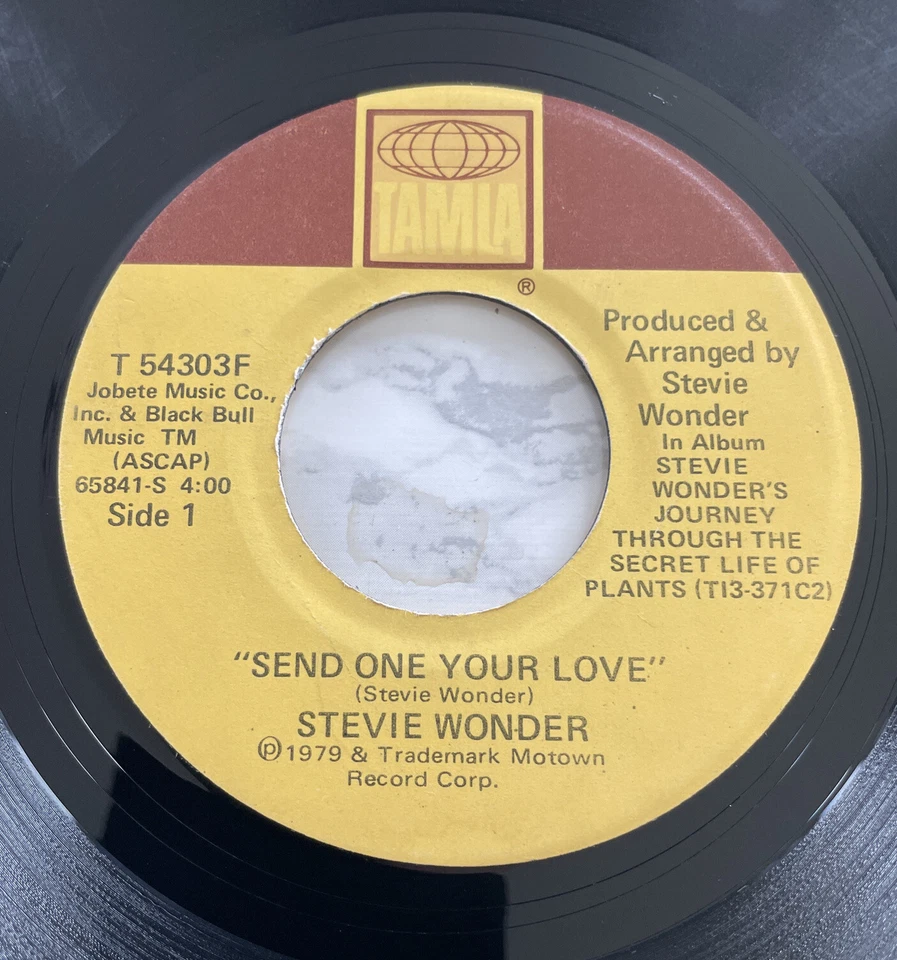 TAMLA
®
T 54303F
Jobete Music Co.,
Inc. & Black Bull
Music TM
(ASCAP)
65841-S 4:00
Side 1
Produced &
Arranged by
Stevie
Wonder
In Album
STEVIE
WONDER'S
JOURNEY
THROUGH THE
SECRET LIFE OF
PLANTS (TI3-371C2)
"SEND ONE YOUR LOVE"
(Stevie Wonder)
STEVIE WONDER
℗1979 & Trademark Motown
Record Corp.